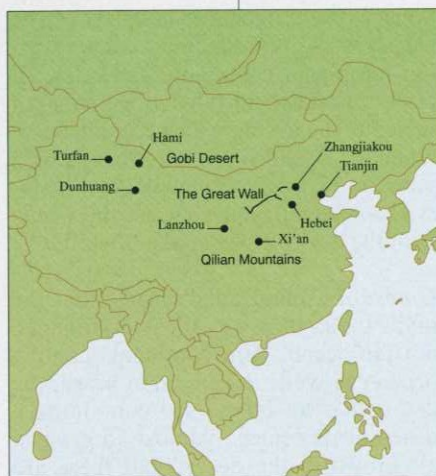 Hami
Turfan
Gobi Desert
Zhangjiakou
Tianjin
Dunhuang
The Great Wall
Lanzhou
Hebei
Xi'an
Qilian Mountains